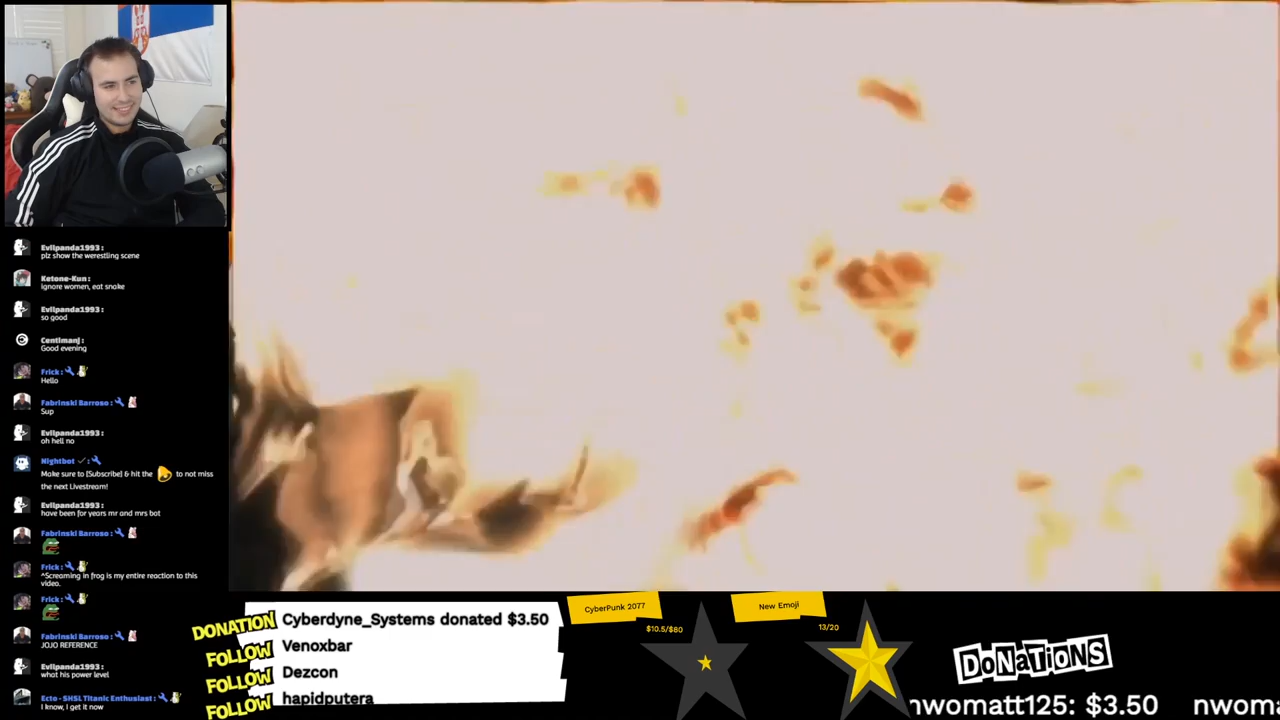 Evilpanda1993:
plz show the werestling scene
Ketone-Kun:
Ignore women, eat snake
Evilpanda1993:
so good
Centimanj:
Good evening
Frick:
Hello
Fabrinski Barroso:
Sup
Evilpanda1993:
oh hell no
Nightbot ✓:
Make sure to [Subscribe] & hit the to not miss
the next Livestream!
Evilpanda1993:
have been for years mr and mrs bot
Fabrinski Barroso:
Frick:
^Screaming in frog is my entire reaction to this
video.
Frick:
Fabrinski Barroso:
JOJO REFERENCE
Evilpanda1993:
what his power level
Ecto - SHSL Titanic Enthusiast:
I know, I get it now
DONATION Cyberdyne_Systems donated $3.50
FOLLOW Venoxbar
FOLLOW Dezcon
FOLLOW hapidputera
CyberPunk 2077
$10.5/$80
New Emoji
13/20
DoNaTioNS
nwomatt125: $3.50 nwoma